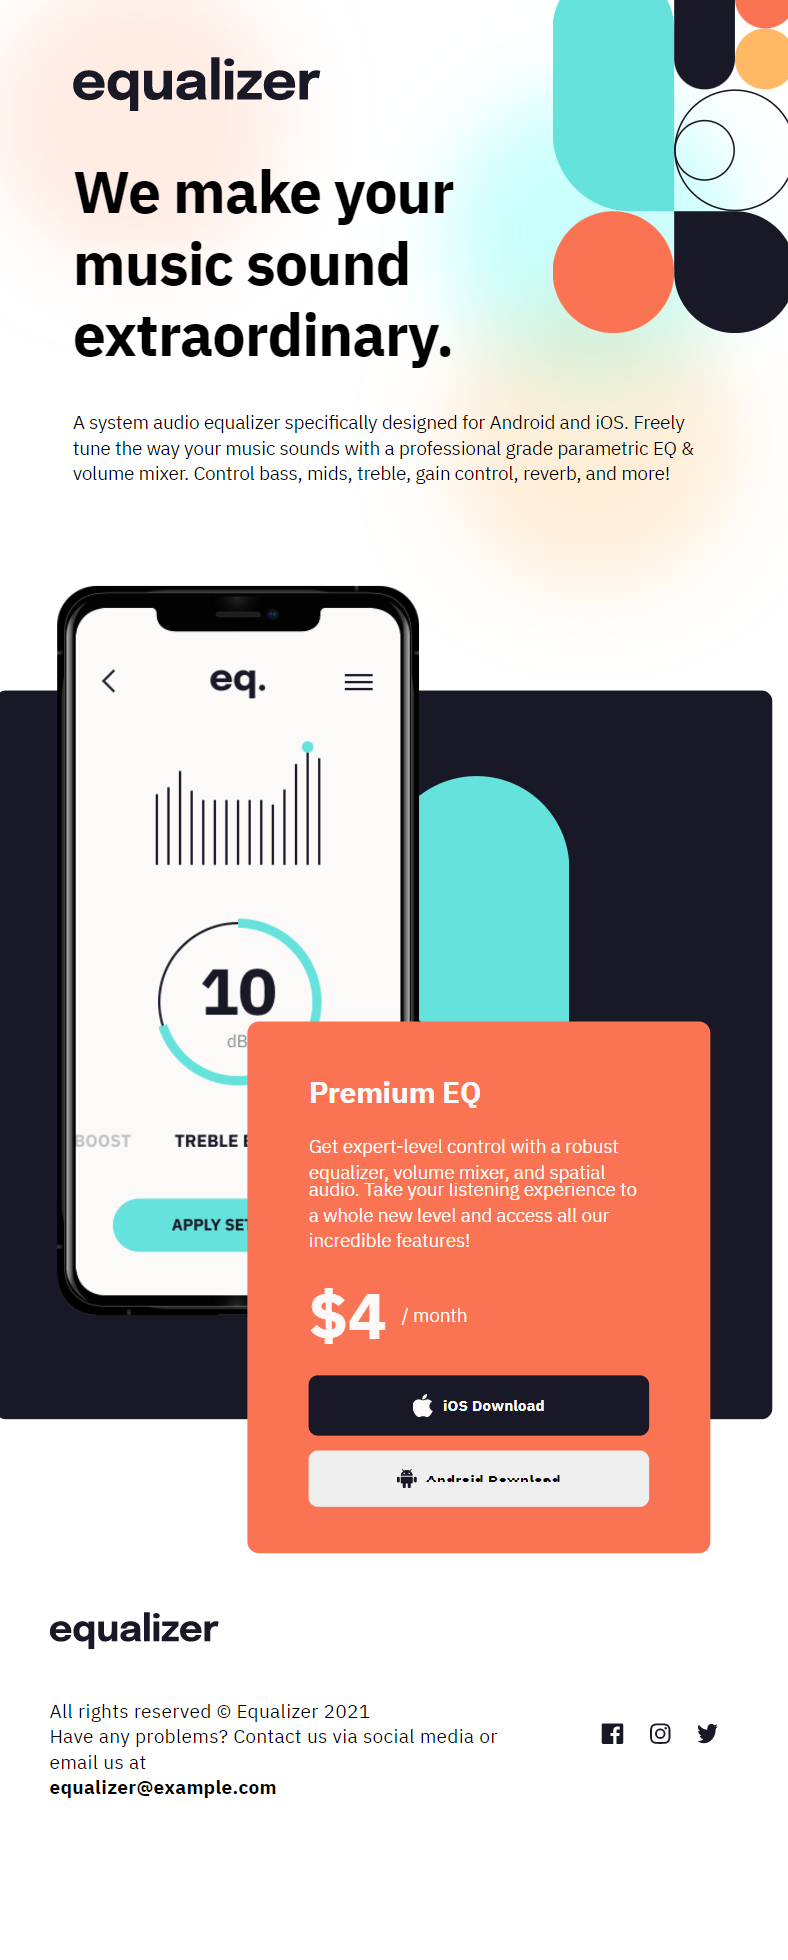 equalizer
We make your
music sound
extraordinary.
A system audio equalizer specifically designed for Android and iOS. Freely
tune the way your music sounds with a professional grade parametric EQ &
volume mixer. Control bass, mids, treble, gain control, reverb, and more!
eq.
10
dB
BOOST TREBLE
APPLY SET
Premium EQ
Get expert-level control with a robust
equalizer, volume mixer, and spatial
audio. Take your listening experience to
a whole new level and access all our
incredible features!
$4 / month
iOS Download
Android Download
equalizer
All rights reserved © Equalizer 2021
Have any problems? Contact us via social media or
email us at
equalizer@example.com